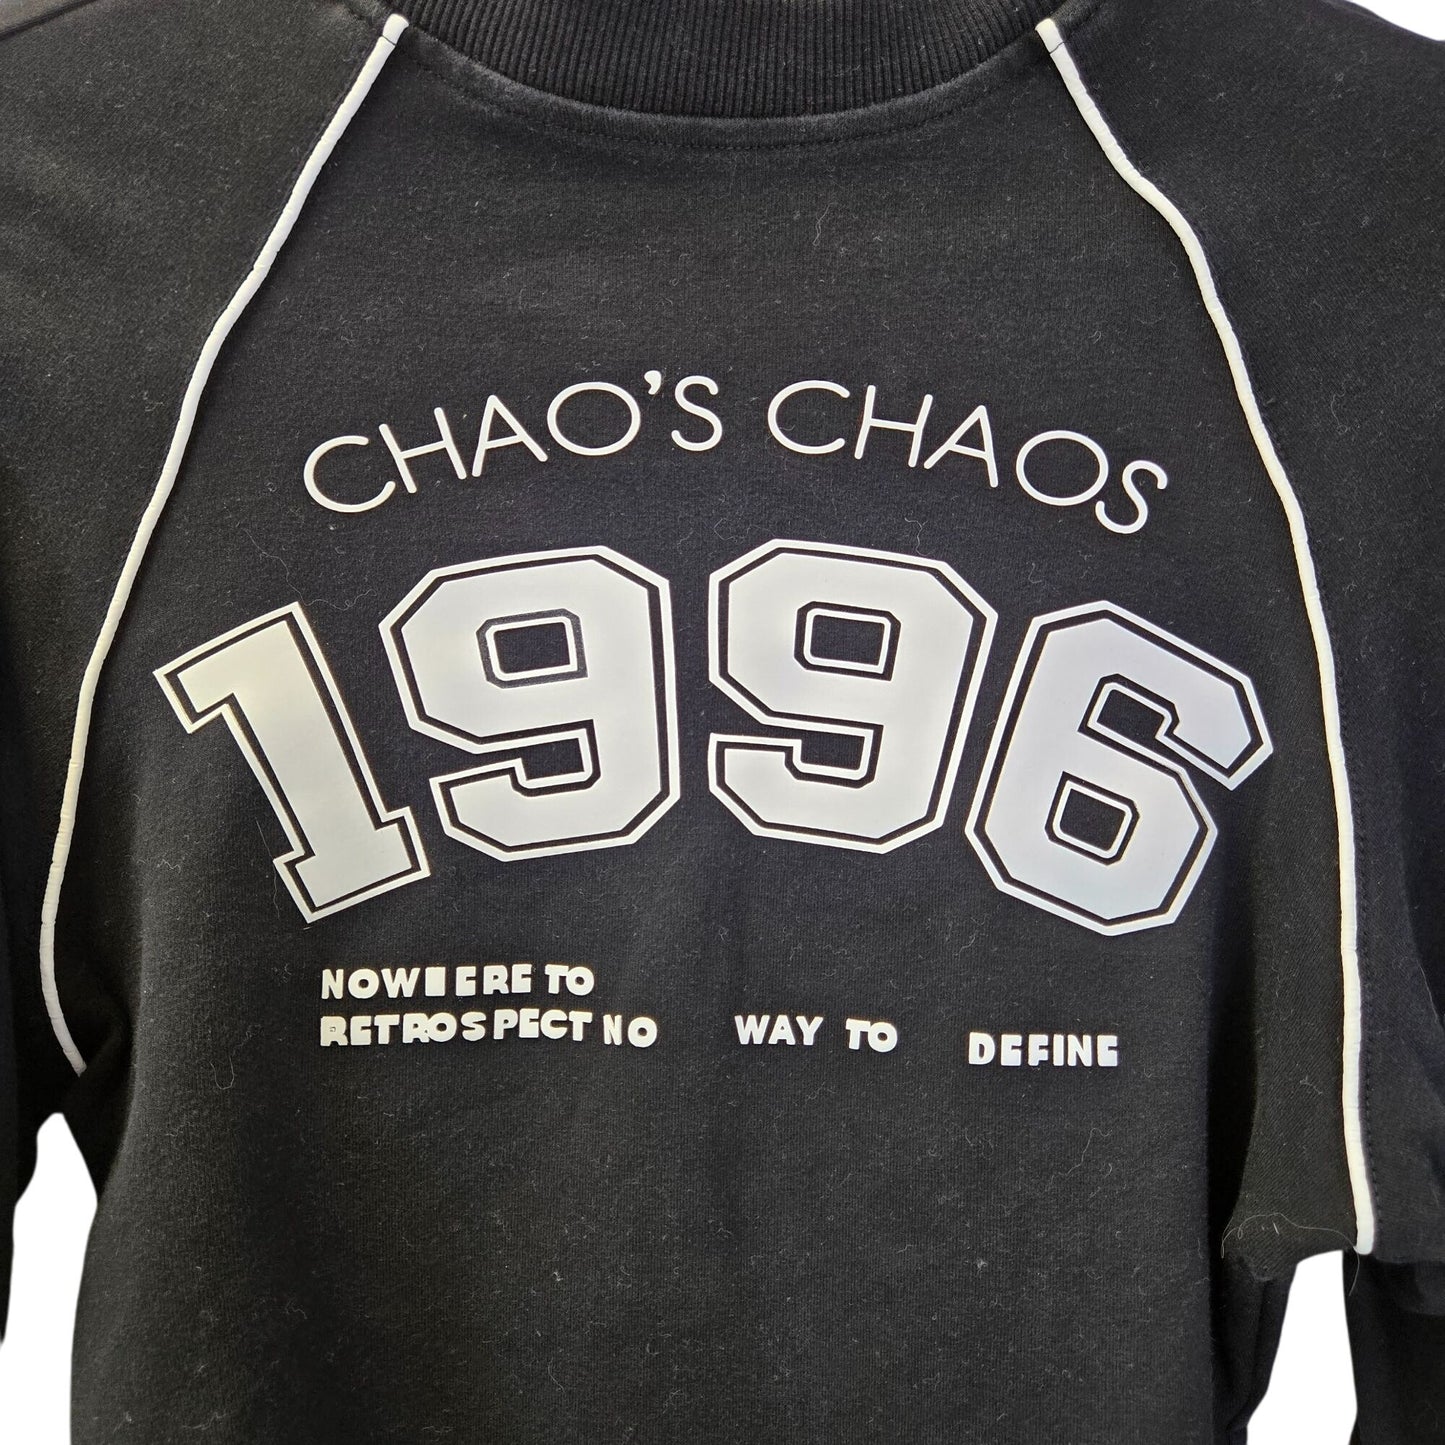 CHAO'S CHAOS
1996
NOWHERE TO
RETROSPECT NO WAY TO DEFINE